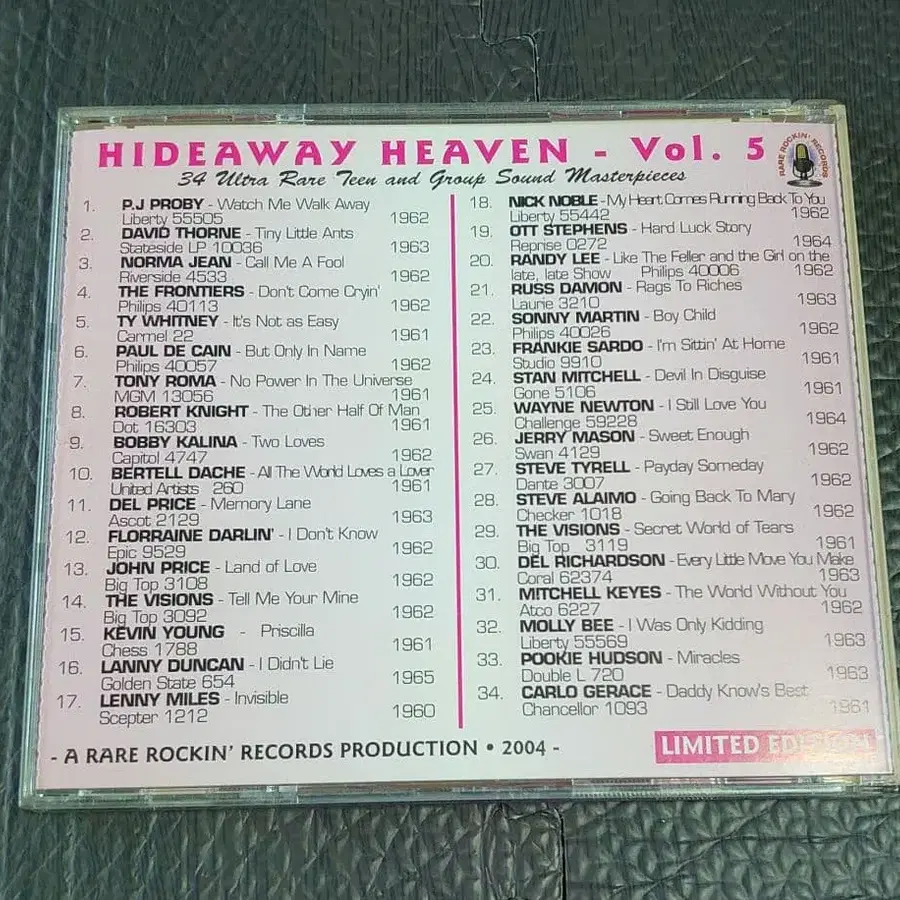 HIDEAWAY HEAVEN - Vol. 5
RARE ROCKIN' RECORDS
34 Ultra Rare Teen and Group Sound Masterpieces
1. P.J PROBY - Watch Me Walk Away
Liberty 55505 1962
2. DAVID THORNE - Tiny Little Ants
Stateside LP 10036 1963
3. NORMA JEAN - Call Me A Fool
Riverside 4533 1962
4. THE FRONTIERS - Don't Come Cryin'
Philips 40113 1962
5. TY WHITNEY - It's Not as Easy
Carmel 22 1961
6. PAUL DE CAIN - But Only In Name
Philips 40057 1962
7. TONY ROMA - No Power In The Universe
MGM 13056 1961
8. ROBERT KNIGHT - The Other Half Of Man
Dot 16303 1961
9. BOBBY KALINA - Two Loves
Capitol 4747 1962
10. BERTELL DACHE - All The World Loves a Lover
United Artists 260 1961
11. DEL PRICE - Memory Lane
Ascot 2129 1963
12. FLORRAINE DARLIN' - I Don't Know
Epic 9529 1962
13. JOHN PRICE - Land of Love
Big Top 3108 1962
14. THE VISIONS - Tell Me Your Mine
Big Top 3092 1962
15. KEVIN YOUNG - Priscilla
Chess 1788 1961
16. LANNY DUNCAN - I Didn't Lie
Golden State 654 1965
17. LENNY MILES - Invisible
Scepter 1212 1960
18. NICK NOBLE - My Heart Comes Running Back To You
Liberty 55442 1962
19. OTT STEPHENS - Hard Luck Story
Reprise 0272 1964
20. RANDY LEE - Like The Feller and the Girl on the
late, late Show Philips 40006 1962
21. RUSS DAMON - Rags To Riches
Laurie 3210 1963
22. SONNY MARTIN - Boy Child
Philips 40026 1962
23. FRANKIE SARDO - I'm Sittin' At Home
Studio 9910 1961
24. STAN MITCHELL - Devil In Disguise
Gone 5106 1961
25. WAYNE NEWTON - I Still Love You
Challenge 59228 1964
26. JERRY MASON - Sweet Enough
Swan 4129 1962
27. STEVE TYRELL - Payday Someday
Dante 3007 1962
28. STEVE ALAIMO - Going Back To Mary
Checker 1018 1962
29. THE VISIONS - Secret World of Tears
Big Top 3119 1961
30. DEL RICHARDSON - Every Little Move You Make
Coral 62374 1963
31. MITCHELL KEYES - The World Without You
Atco 6227 1962
32. MOLLY BEE - I Was Only Kidding
Liberty 55569 1963
33. POOKIE HUDSON - Miracles
Double L 720 1963
34. CARLO GERACE - Daddy Know's Best
Chancellor 1093 1961
- A RARE ROCKIN' RECORDS PRODUCTION • 2004 -
LIMITED EDITION